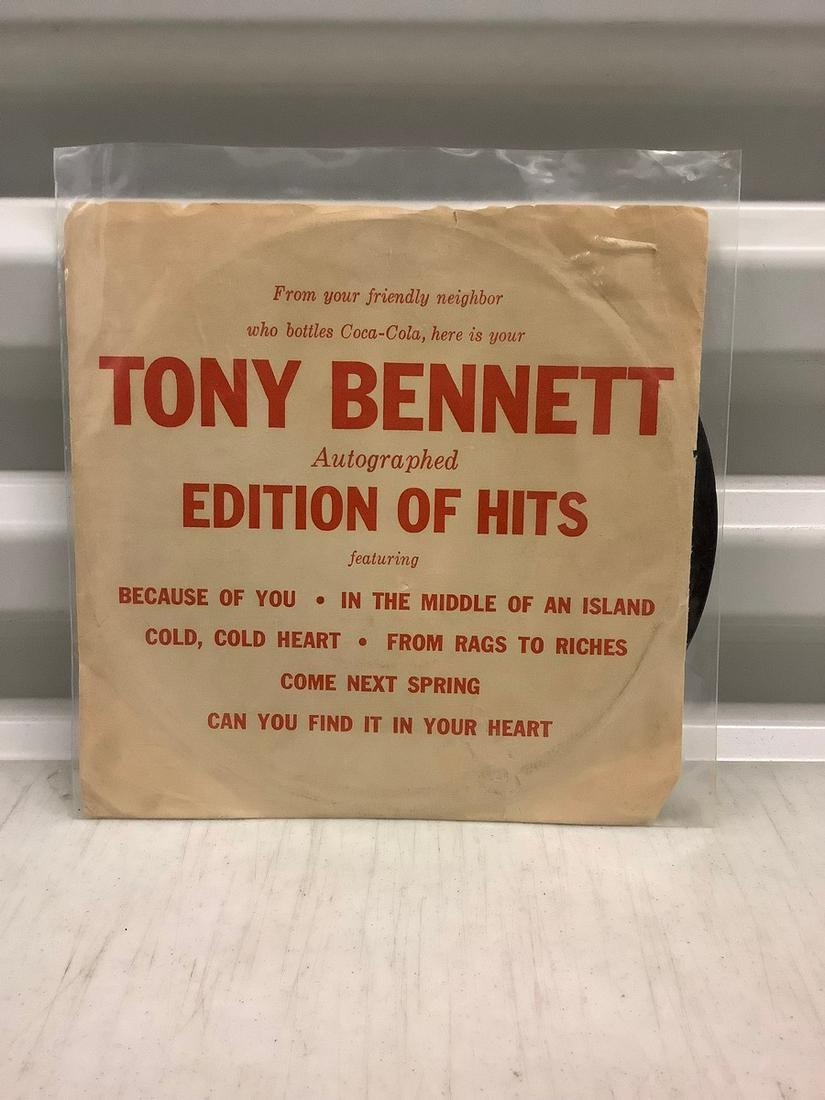 From your friendly neighbor
who bottles Coca-Cola, here is your
TONY BENNETT
Autographed
EDITION OF HITS
featuring
BECAUSE OF YOU • IN THE MIDDLE OF AN ISLAND
COLD, COLD HEART • FROM RAGS TO RICHES
COME NEXT SPRING
CAN YOU FIND IT IN YOUR HEART